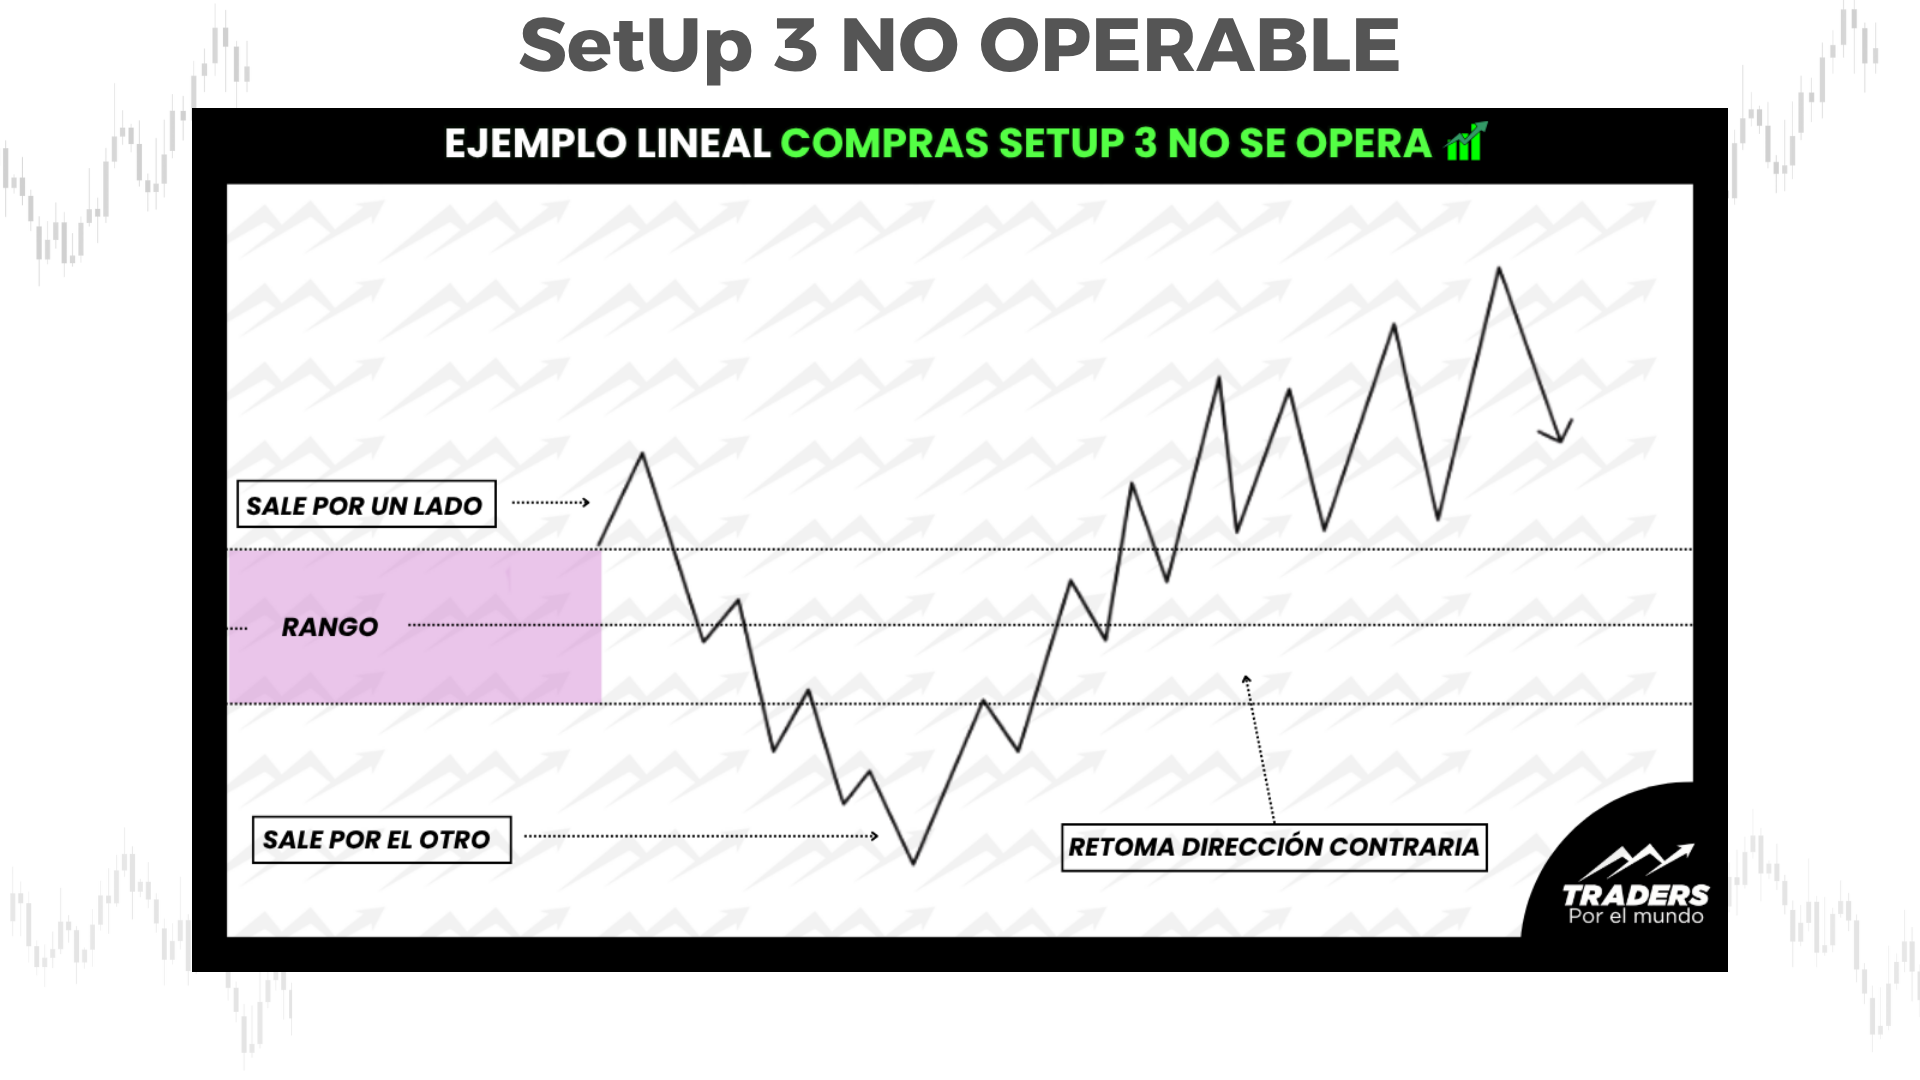 SetUp 3 NO OPERABLE
EJEMPLO LINEAL COMPRAS SETUP 3 NO SE OPERA
SALE POR UN LADO
RANGO
SALE POR EL OTRO
RETOMA DIRECCIÓN CONTRARIA
TRADERS
Por el mundo